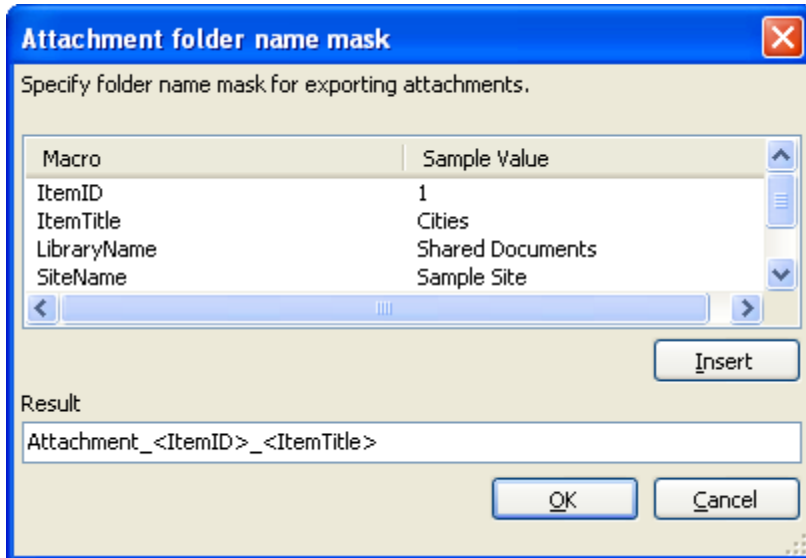 Attachment folder name mask
Specify folder name mask for exporting attachments.
Macro Sample Value
ItemID 1
ItemTitle Cities
LibraryName Shared Documents
SiteName Sample Site
Insert
Result
Attachment_<ItemID>_<ItemTitle>
OK Cancel